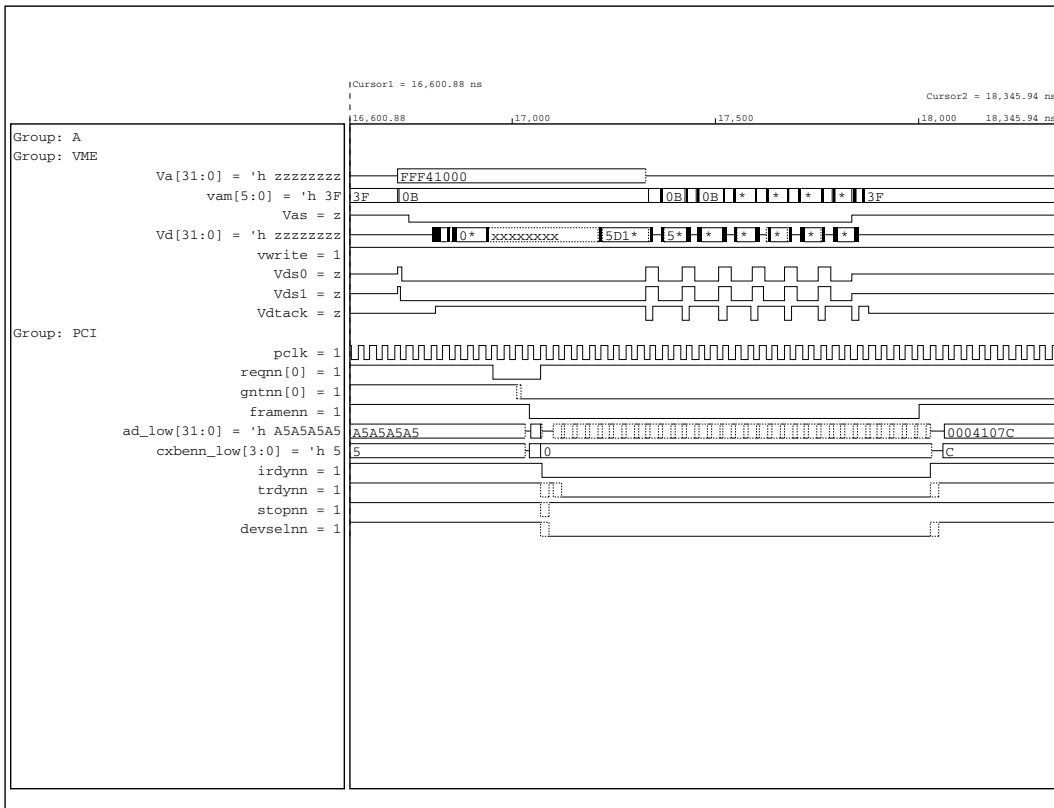 Cursor1 = 16,600.88 ns
Cursor2 = 18,345.94 ns
16,600.88 17,000 17,500 18,000 18,345.94 ns
Group: A
Group: VME
Va[31:0] = 'h zzzzzzzz FFF41000
vam[5:0] = 'h 3F 3F 0B 0B 0B * * * * 3F
Vas = z
Vd[31:0] = 'h zzzzzzzz 0* xxxxxxxx 5D1* 5* * * * * *
vwrite = 1
Vds0 = z
Vds1 = z
Vdtack = z
Group: PCI
pclk = 1
reqnn[0] = 1
gntnn[0] = 1
framenn = 1
ad_low[31:0] = 'h A5A5A5A5 A5A5A5A5 0004107C
cxbenn_low[3:0] = 'h 5 5 0 C
irdynn = 1
trdynn = 1
stopnn = 1
devselnn = 1